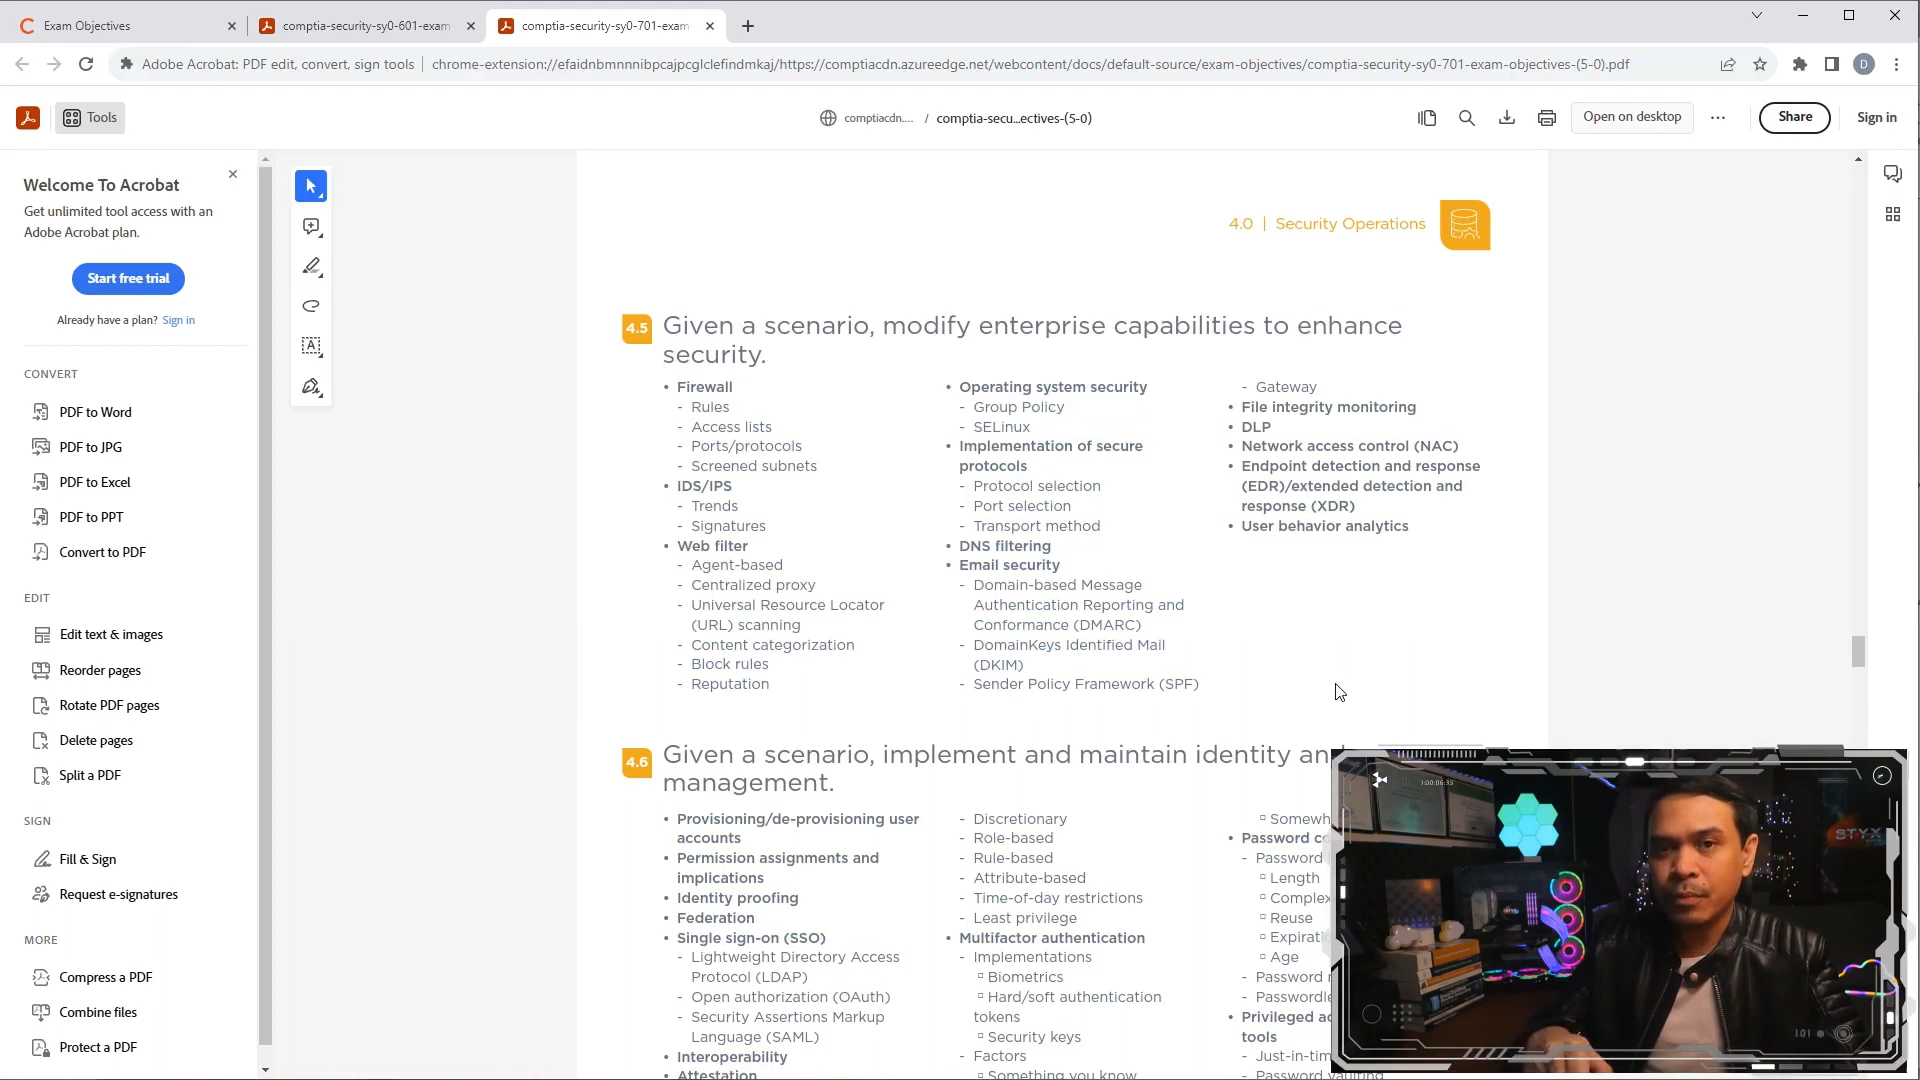 Exam Objectives
comptia-security-sy0-601-exam
comptia-security-sy0-701-exam
Adobe Acrobat: PDF edit, convert, sign tools
chrome-extension://efaidnbmnnnibpcajpcglclefindmkaj/https://comptiacdn.azureedge.net/webcontent/docs/default-source/exam-objectives/comptia-security-sy0-701-exam-objectives-(5-0).pdf
D
Tools
comptiacdn.... / comptia-secu...ectives-(5-0)
Open on desktop
Share
Sign in
Welcome To Acrobat
Get unlimited tool access with an
Adobe Acrobat plan.
Start free trial
Already have a plan? Sign in
CONVERT
PDF to Word
PDF to JPG
PDF to Excel
PDF to PPT
Convert to PDF
EDIT
Edit text & images
Reorder pages
Rotate PDF pages
Delete pages
Split a PDF
SIGN
Fill & Sign
Request e-signatures
MORE
Compress a PDF
Combine files
Protect a PDF
4.0 | Security Operations
4.5 Given a scenario, modify enterprise capabilities to enhance
security.
• Firewall
- Rules
- Access lists
- Ports/protocols
- Screened subnets
• IDS/IPS
- Trends
- Signatures
• Web filter
- Agent-based
- Centralized proxy
- Universal Resource Locator
(URL) scanning
- Content categorization
- Block rules
- Reputation
• Operating system security
- Group Policy
- SELinux
• Implementation of secure
protocols
- Protocol selection
- Port selection
- Transport method
• DNS filtering
• Email security
- Domain-based Message
Authentication Reporting and
Conformance (DMARC)
- DomainKeys Identified Mail
(DKIM)
- Sender Policy Framework (SPF)
- Gateway
• File integrity monitoring
• DLP
• Network access control (NAC)
• Endpoint detection and response
(EDR)/extended detection and
response (XDR)
• User behavior analytics
4.6 Given a scenario, implement and maintain identity an
management.
• Provisioning/de-provisioning user
accounts
• Permission assignments and
implications
• Identity proofing
• Federation
• Single sign-on (SSO)
- Lightweight Directory Access
Protocol (LDAP)
- Open authorization (OAuth)
- Security Assertions Markup
Language (SAML)
• Interoperability
• Attestation
- Discretionary
- Role-based
- Rule-based
- Attribute-based
- Time-of-day restrictions
- Least privilege
• Multifactor authentication
- Implementations
▫ Biometrics
▫ Hard/soft authentication
tokens
▫ Security keys
- Factors
▫ Something you know
▫ Somewh
• Password co
- Password
▫ Length
▫ Complex
▫ Reuse
▫ Expirati
▫ Age
- Password
- Passwordle
• Privileged ac
tools
- Just-in-tim
- Password vaulting
STYX
101